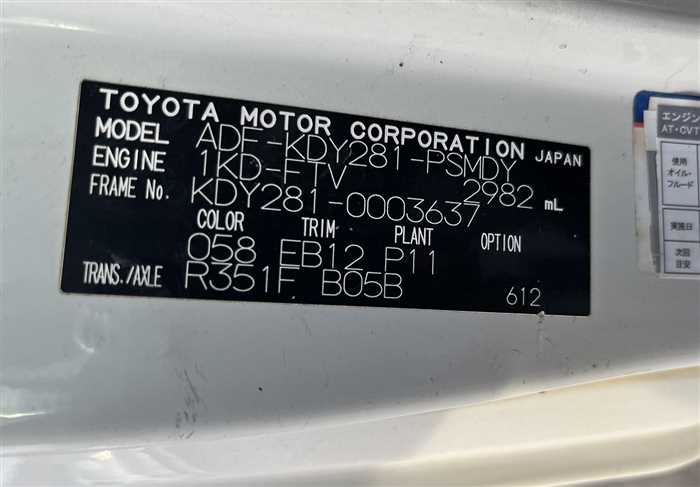 TOYOTA MOTOR CORPORATION JAPAN
MODEL ADF-KDY281-PSMDY
ENGINE 1KD-FTV 2982 mL
FRAME No. KDY281-0003637
COLOR TRIM PLANT OPTION
058 EB12 P11
TRANS./AXLE R351F B05B 612
エンジン
AT・CVT
使用
オイル・
フルード
実施日
次回
目安